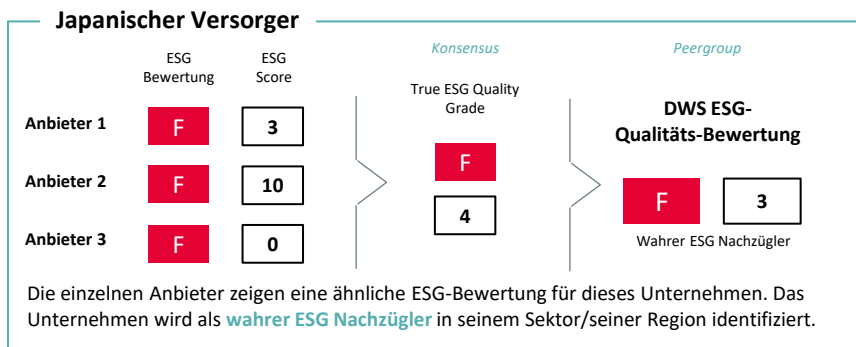 Japanischer Versorger
ESG Bewertung
ESG Score
Anbieter 1
F
3
Anbieter 2
F
10
Anbieter 3
F
0
Konsensus
True ESG Quality
Grade
F
4
Peergroup
DWS ESG-
Qualitäts-Bewertung
F
3
Wahrer ESG Nachzügler
Die einzelnen Anbieter zeigen eine ähnliche ESG-Bewertung für dieses Unternehmen. Das
Unternehmen wird als wahrer ESG Nachzügler in seinem Sektor/seiner Region identifiziert.